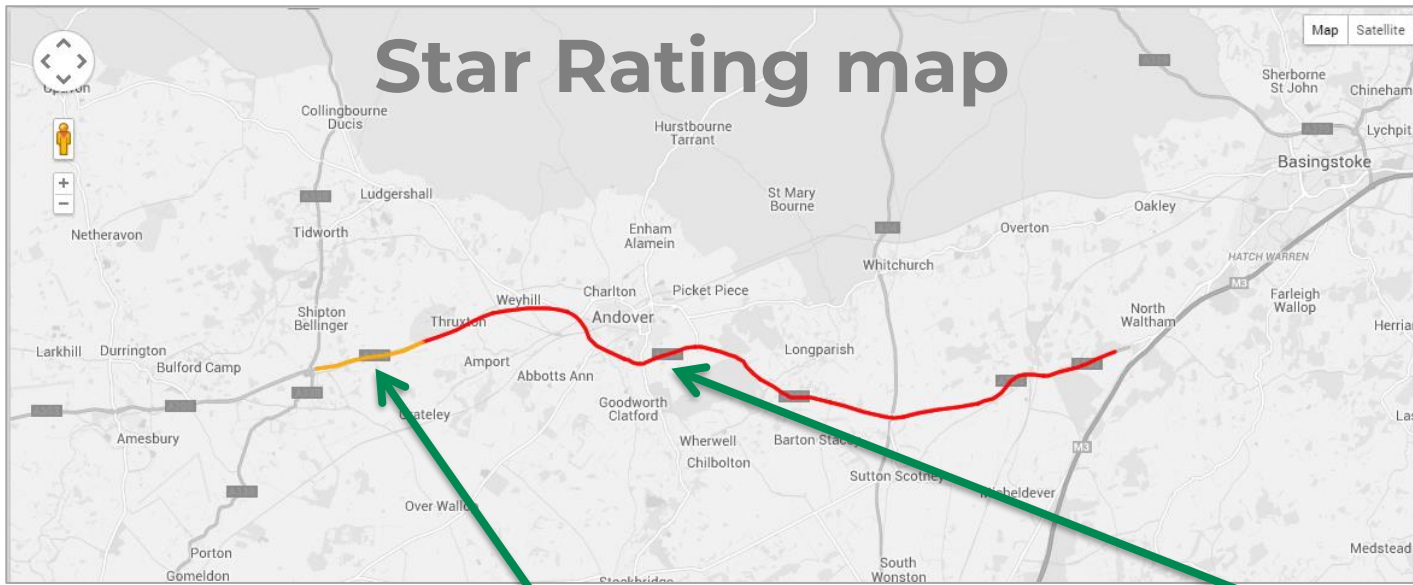 Star Rating map
Map
Satellite
Sherborne
St John
Chineham
Collingbourne
Ducis
Hurstbourne
Tarrant
Lychpit
Basingstoke
Ludgershall
St Mary
Bourne
Oakley
Netheravon
Tidworth
Enham
Alamein
Overton
Whitchurch
HATCH WARREN
M3
Charlton
Picket Piece
Farleigh
Wallop
Weyhill
Andover
North
Waltham
Shipton
Bellinger
Thruxton
Larkhill
Durrington
Bulford Camp
Amport
Longparish
Abbotts Ann
Goodworth
Clatford
Amesbury
Wherwell
Barton Stacey
M3
Chilbolton
Sutton Scotney
Over Wallop
Micheldever
Porton
Gomeldon
South
Wonston
Medstead
Stockbridge